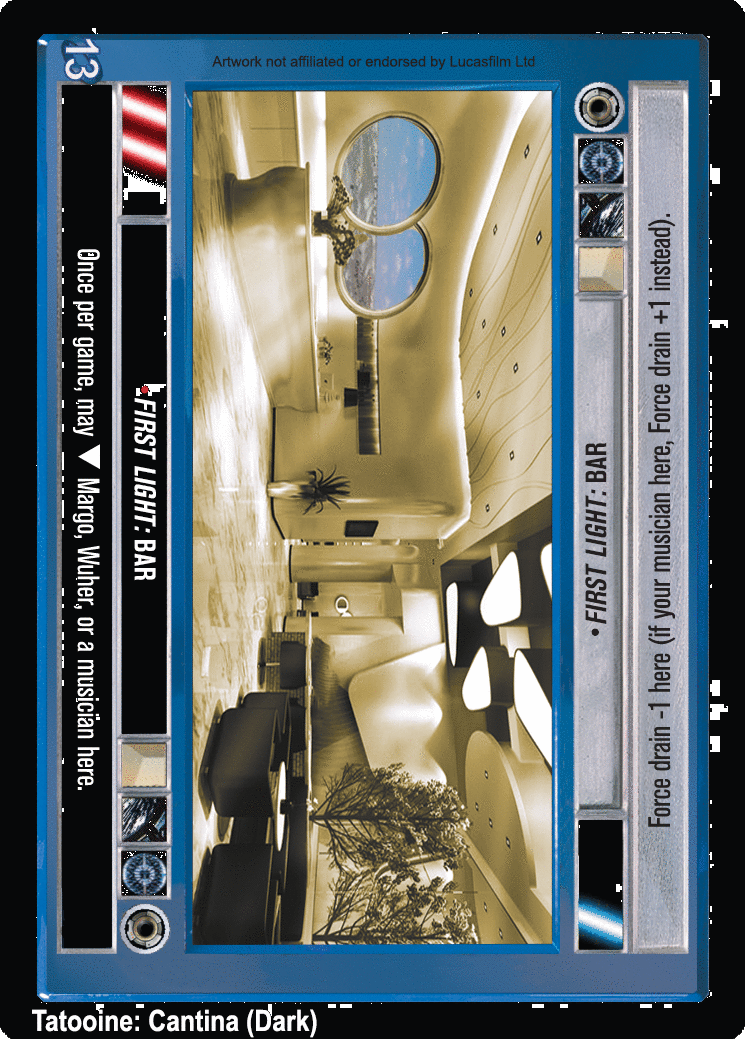 13
Artwork not affiliated or endorsed by Lucasfilm Ltd
Once per game, may ▼ Margo, Wuher, or a musician here.
•FIRST LIGHT: BAR
• FIRST LIGHT: BAR
Force drain -1 here (if your musician here, Force drain +1 instead).
Tatooine: Cantina (Dark)